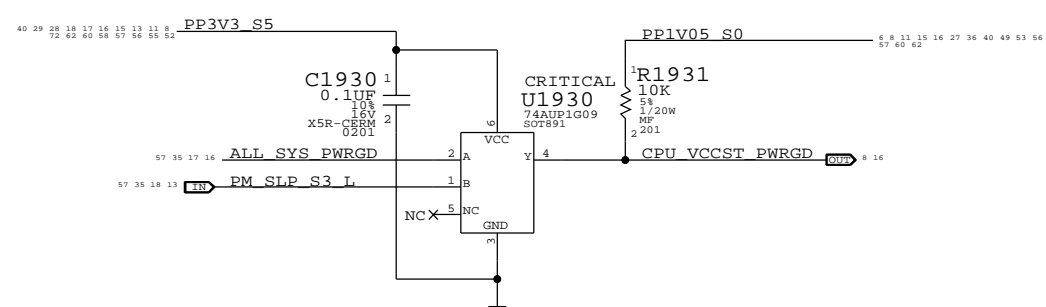 40 29 28 18 17 16 15 13 11 8
72 62 60 58 57 56 55 52
PP3V3_S5
PP1V05_S0
6 8 11 15 16 27 36 40 49 53 56
57 60 62
C1930
0.1UF
10%
16V
X5R-CERM
0201
1
2
CRITICAL
U1930
74AUP1G09
SOT891
1
R1931
10K
5%
1/20W
MF
201
2
6
VCC
57 35 17 16
ALL_SYS_PWRGD
2
A
Y
4
CPU_VCCST_PWRGD
OUT
8 16
57 35 18 13
IN
PM_SLP_S3_L
1
B
NC
5
NC
GND
3